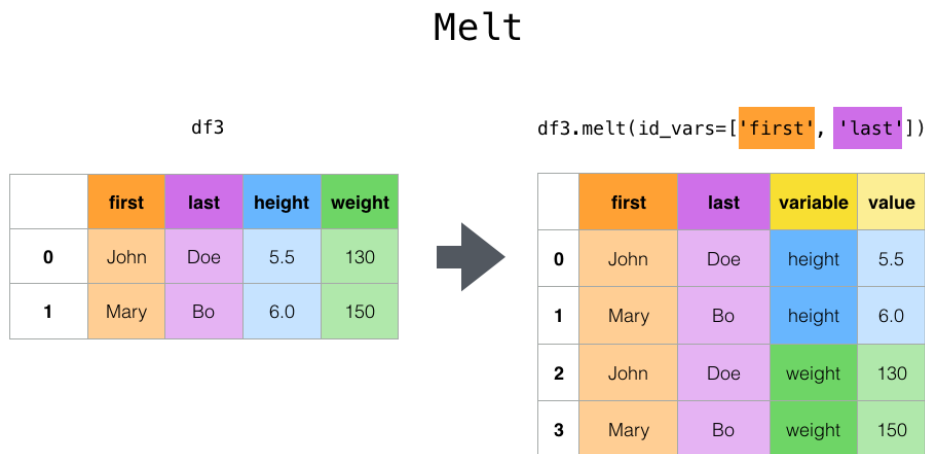 Melt
df3
first last height weight
0 John Doe 5.5 130
1 Mary Bo 6.0 150
df3.melt(id_vars=['first', 'last'])
first last variable value
0 John Doe height 5.5
1 Mary Bo height 6.0
2 John Doe weight 130
3 Mary Bo weight 150